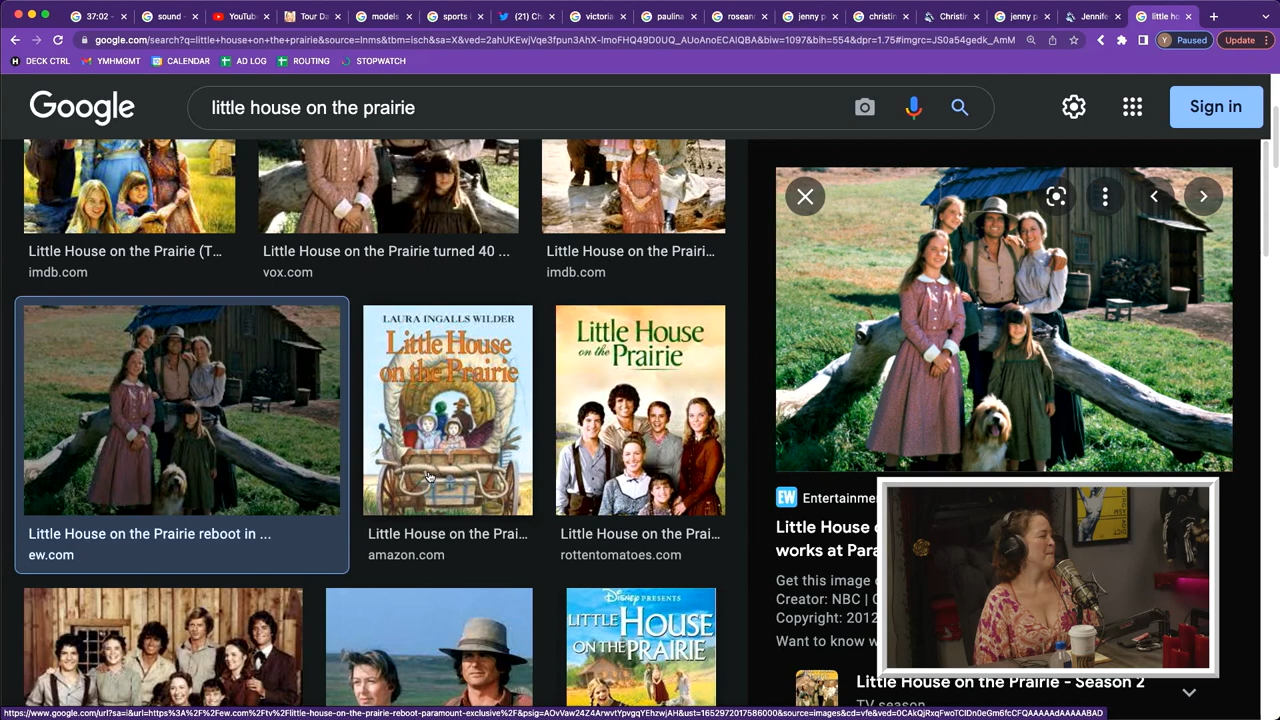 37:02 -
sound -
YouTub
Tour Da
models
sports i
(21) Ch
victoria
paulina
rosean
jenny p
christin
Christin
jenny p
Jennife
little ho
google.com/search?q=little+house+on+the+prairie&source=lnms&tbm=isch&sa=X&ved=2ahUKEwjVqe3fpun3AhX-lmoFHQ49D0UQ_AUoAnoECAIQBA&biw=1097&bih=554&dpr=1.75#imgrc=JS0a54gedk_AmM
Y Paused
Update
DECK CTRL
YMHMGMT
CALENDAR
AD LOG
ROUTING
STOPWATCH
Google
little house on the prairie
Sign in
Little House on the Prairie (T...
imdb.com
Little House on the Prairie turned 40 ...
vox.com
Little House on the Prairi...
imdb.com
LAURA INGALLS WILDER
Little House
on the Prairie
Little House
on the Prairie
Little House on the Prairie reboot in ...
ew.com
Little House on the Prai...
amazon.com
Little House on the Prai...
rottentomatoes.com
EW Entertainme
Little House
works at Para
Get this image
Creator: NBC |
Copyright: 2012
Want to know w
Disney PRESENTS
LITTLE HOUSE
ON THE PRAIRIE
Little House on the Prairie - Season 2
TV season